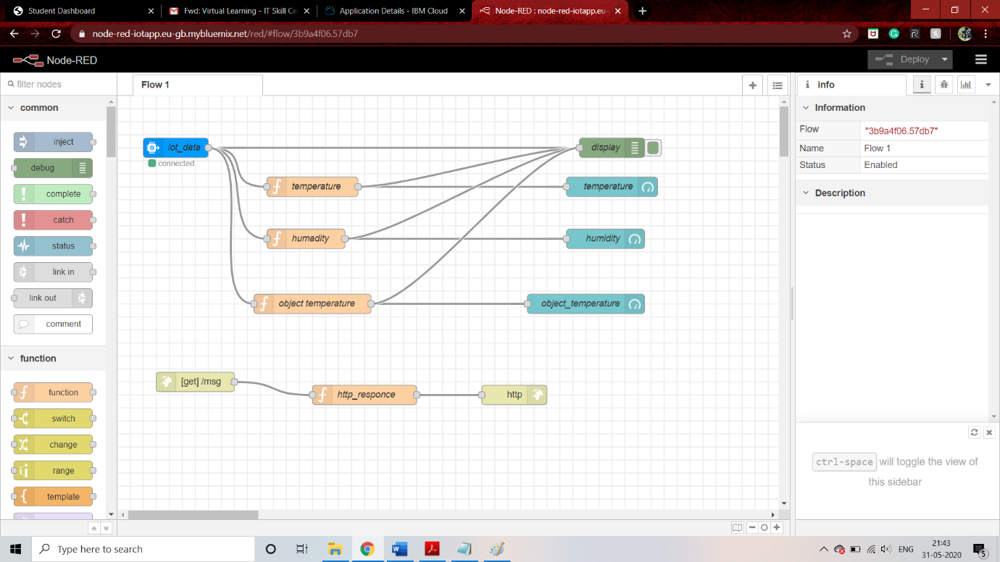 Student Dashboard
Fwd: Virtual Learning - IT Skill Ce
Application Details - IBM Cloud
Node-RED : node-red-iotapp.eu-
node-red-iotapp.eu-gb.mybluemix.net/red/#flow/3b9a4f06.57db7
Node-RED
Deploy
filter nodes
Flow 1
info
common
inject
debug
complete
catch
status
link in
link out
comment
function
function
switch
change
range
template
iot_data
connected
display
temperature
temperature
humadity
humidity
object temperature
object_temperature
[get] /msg
http_responce
http
Information
Flow "3b9a4f06.57db7"
Name Flow 1
Status Enabled
Description
ctrl-space will toggle the view of
this sidebar
Type here to search
ENG
21:43
31-05-2020
5